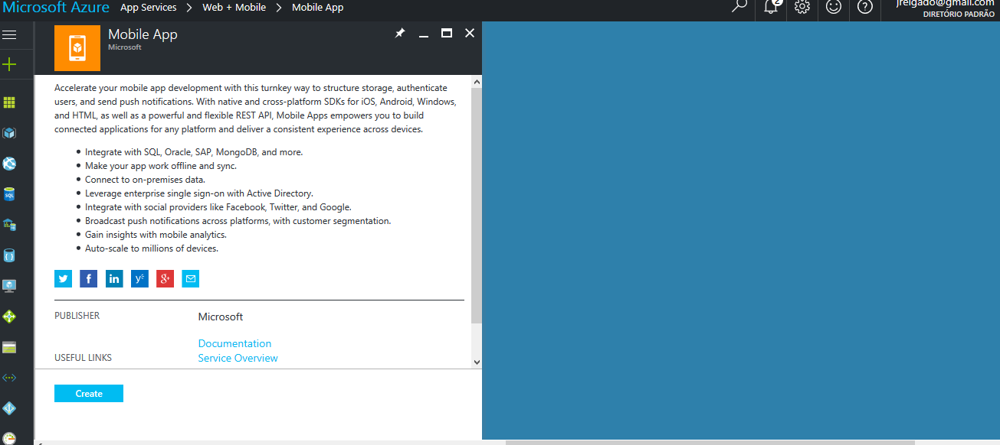 Microsoft Azure App Services > Web + Mobile > Mobile App
2
jrelgado@gmail.com
DIRETÓRIO PADRÃO
Mobile App
Microsoft
Accelerate your mobile app development with this turnkey way to structure storage, authenticate
users, and send push notifications. With native and cross-platform SDKs for iOS, Android, Windows,
and HTML, as well as a powerful and flexible REST API, Mobile Apps empowers you to build
connected applications for any platform and deliver a consistent experience across devices.
• Integrate with SQL, Oracle, SAP, MongoDB, and more.
• Make your app work offline and sync.
• Connect to on-premises data.
• Leverage enterprise single sign-on with Active Directory.
• Integrate with social providers like Facebook, Twitter, and Google.
• Broadcast push notifications across platforms, with customer segmentation.
• Gain insights with mobile analytics.
• Auto-scale to millions of devices.
PUBLISHER Microsoft
Documentation
USEFUL LINKS Service Overview
Create
SQL